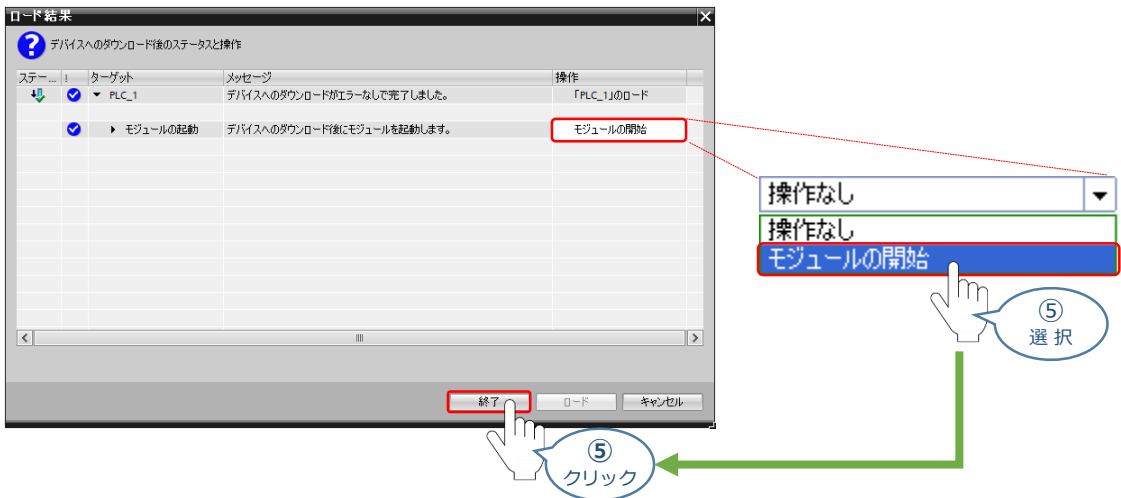 ロード結果
デバイスへのダウンロード後のステータスと操作
ステー... ! ターゲット メッセージ 操作
PLC_1 デバイスへのダウンロードがエラーなしで完了しました。 「PLC_1」のロード
モジュールの起動 デバイスへのダウンロード後にモジュールを起動します。 モジュールの開始
操作なし
操作なし
モジュールの開始
⑤
選択
終了 ロード キャンセル
⑤
クリック